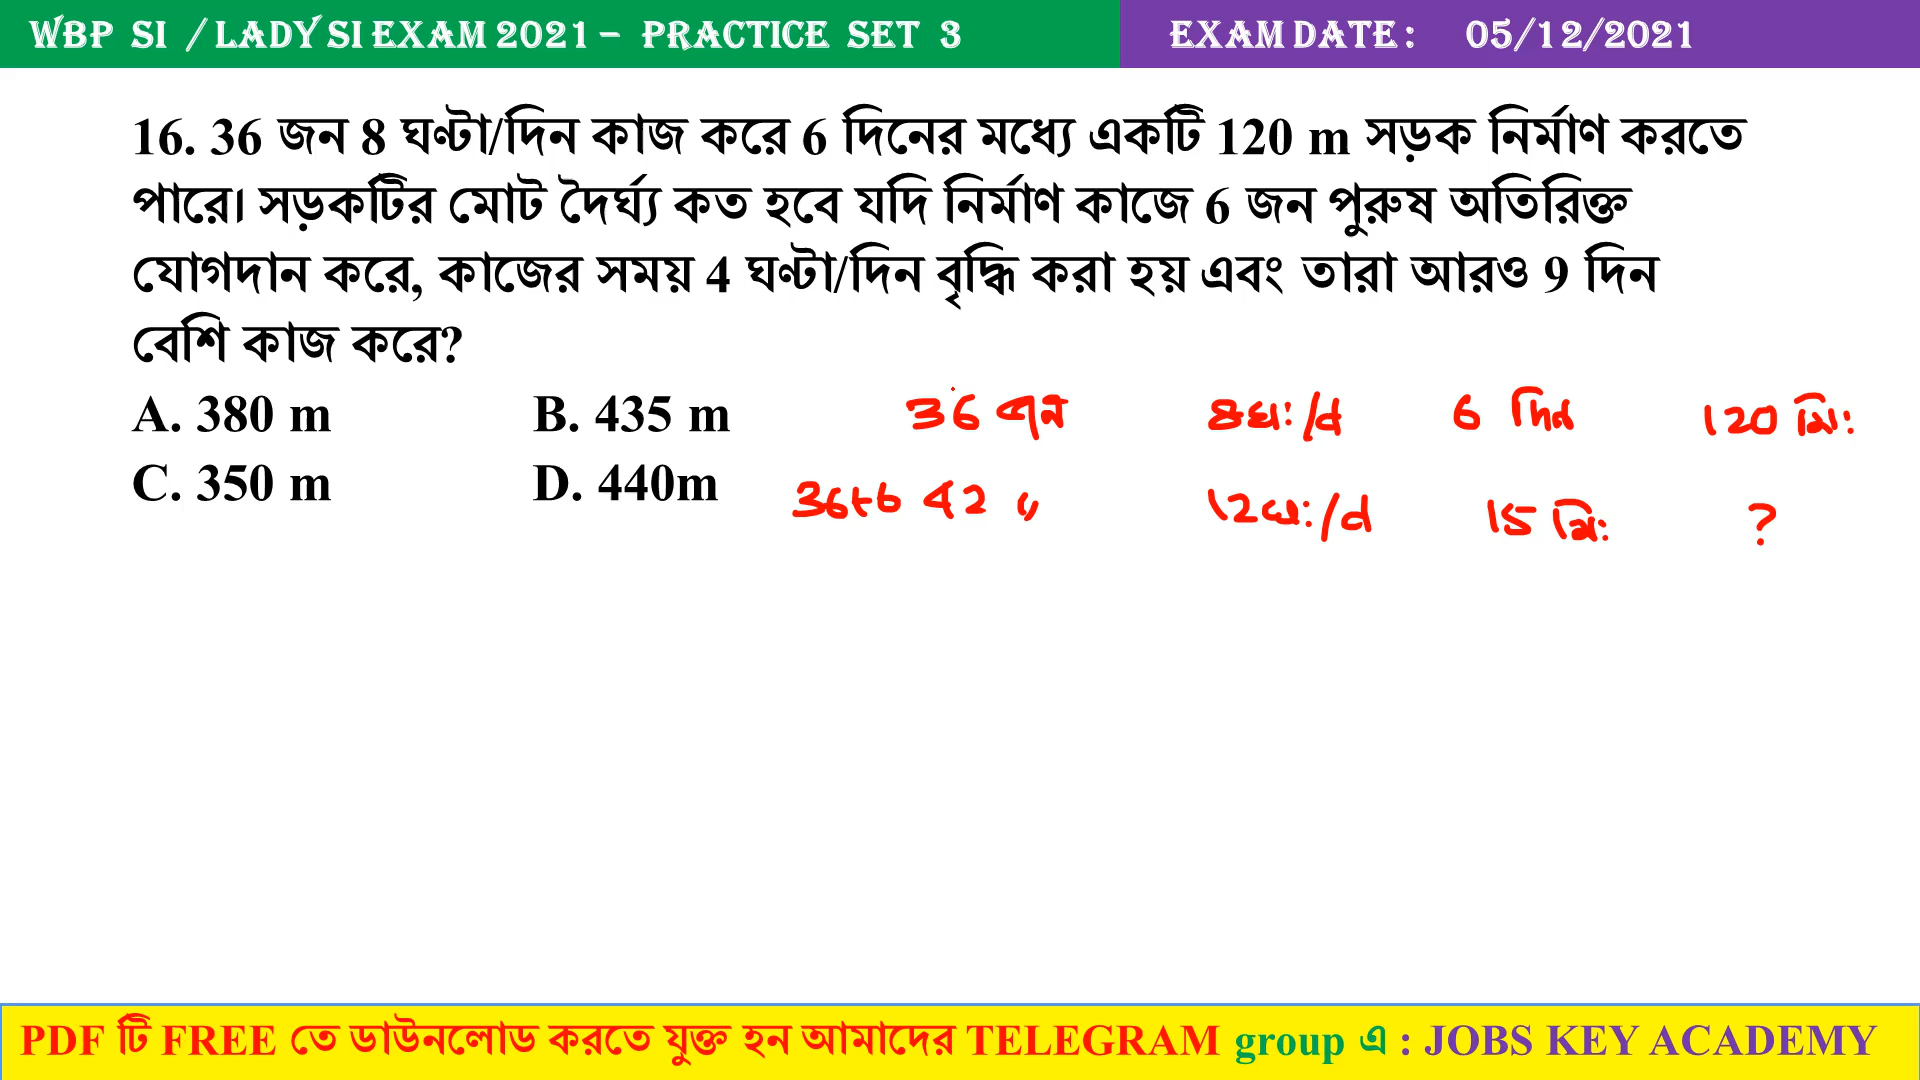 WBP SI / LADY SI EXAM 2021 – PRACTICE SET 3 EXAM DATE : 05/12/2021
16. 36 জন 8 ঘণ্টা/দিন কাজ করে 6 দিনের মধ্যে একটি 120 m সড়ক নির্মাণ করতে
পারে। সড়কটির মোট দৈর্ঘ্য কত হবে যদি নির্মাণ কাজে 6 জন পুরুষ অতিরিক্ত
যোগদান করে, কাজের সময় 4 ঘণ্টা/দিন বৃদ্ধি করা হয় এবং তারা আরও 9 দিন
বেশি কাজ করে?
A. 380 m B. 435 m
C. 350 m D. 440m
36 জন 8ঘঃ/d 6 দিন 120 মিঃ
36+6 42 " 12ঘঃ/d 15 মিঃ ?
PDF টি FREE তে ডাউনলোড করতে যুক্ত হন আমাদের TELEGRAM group এ : JOBS KEY ACADEMY